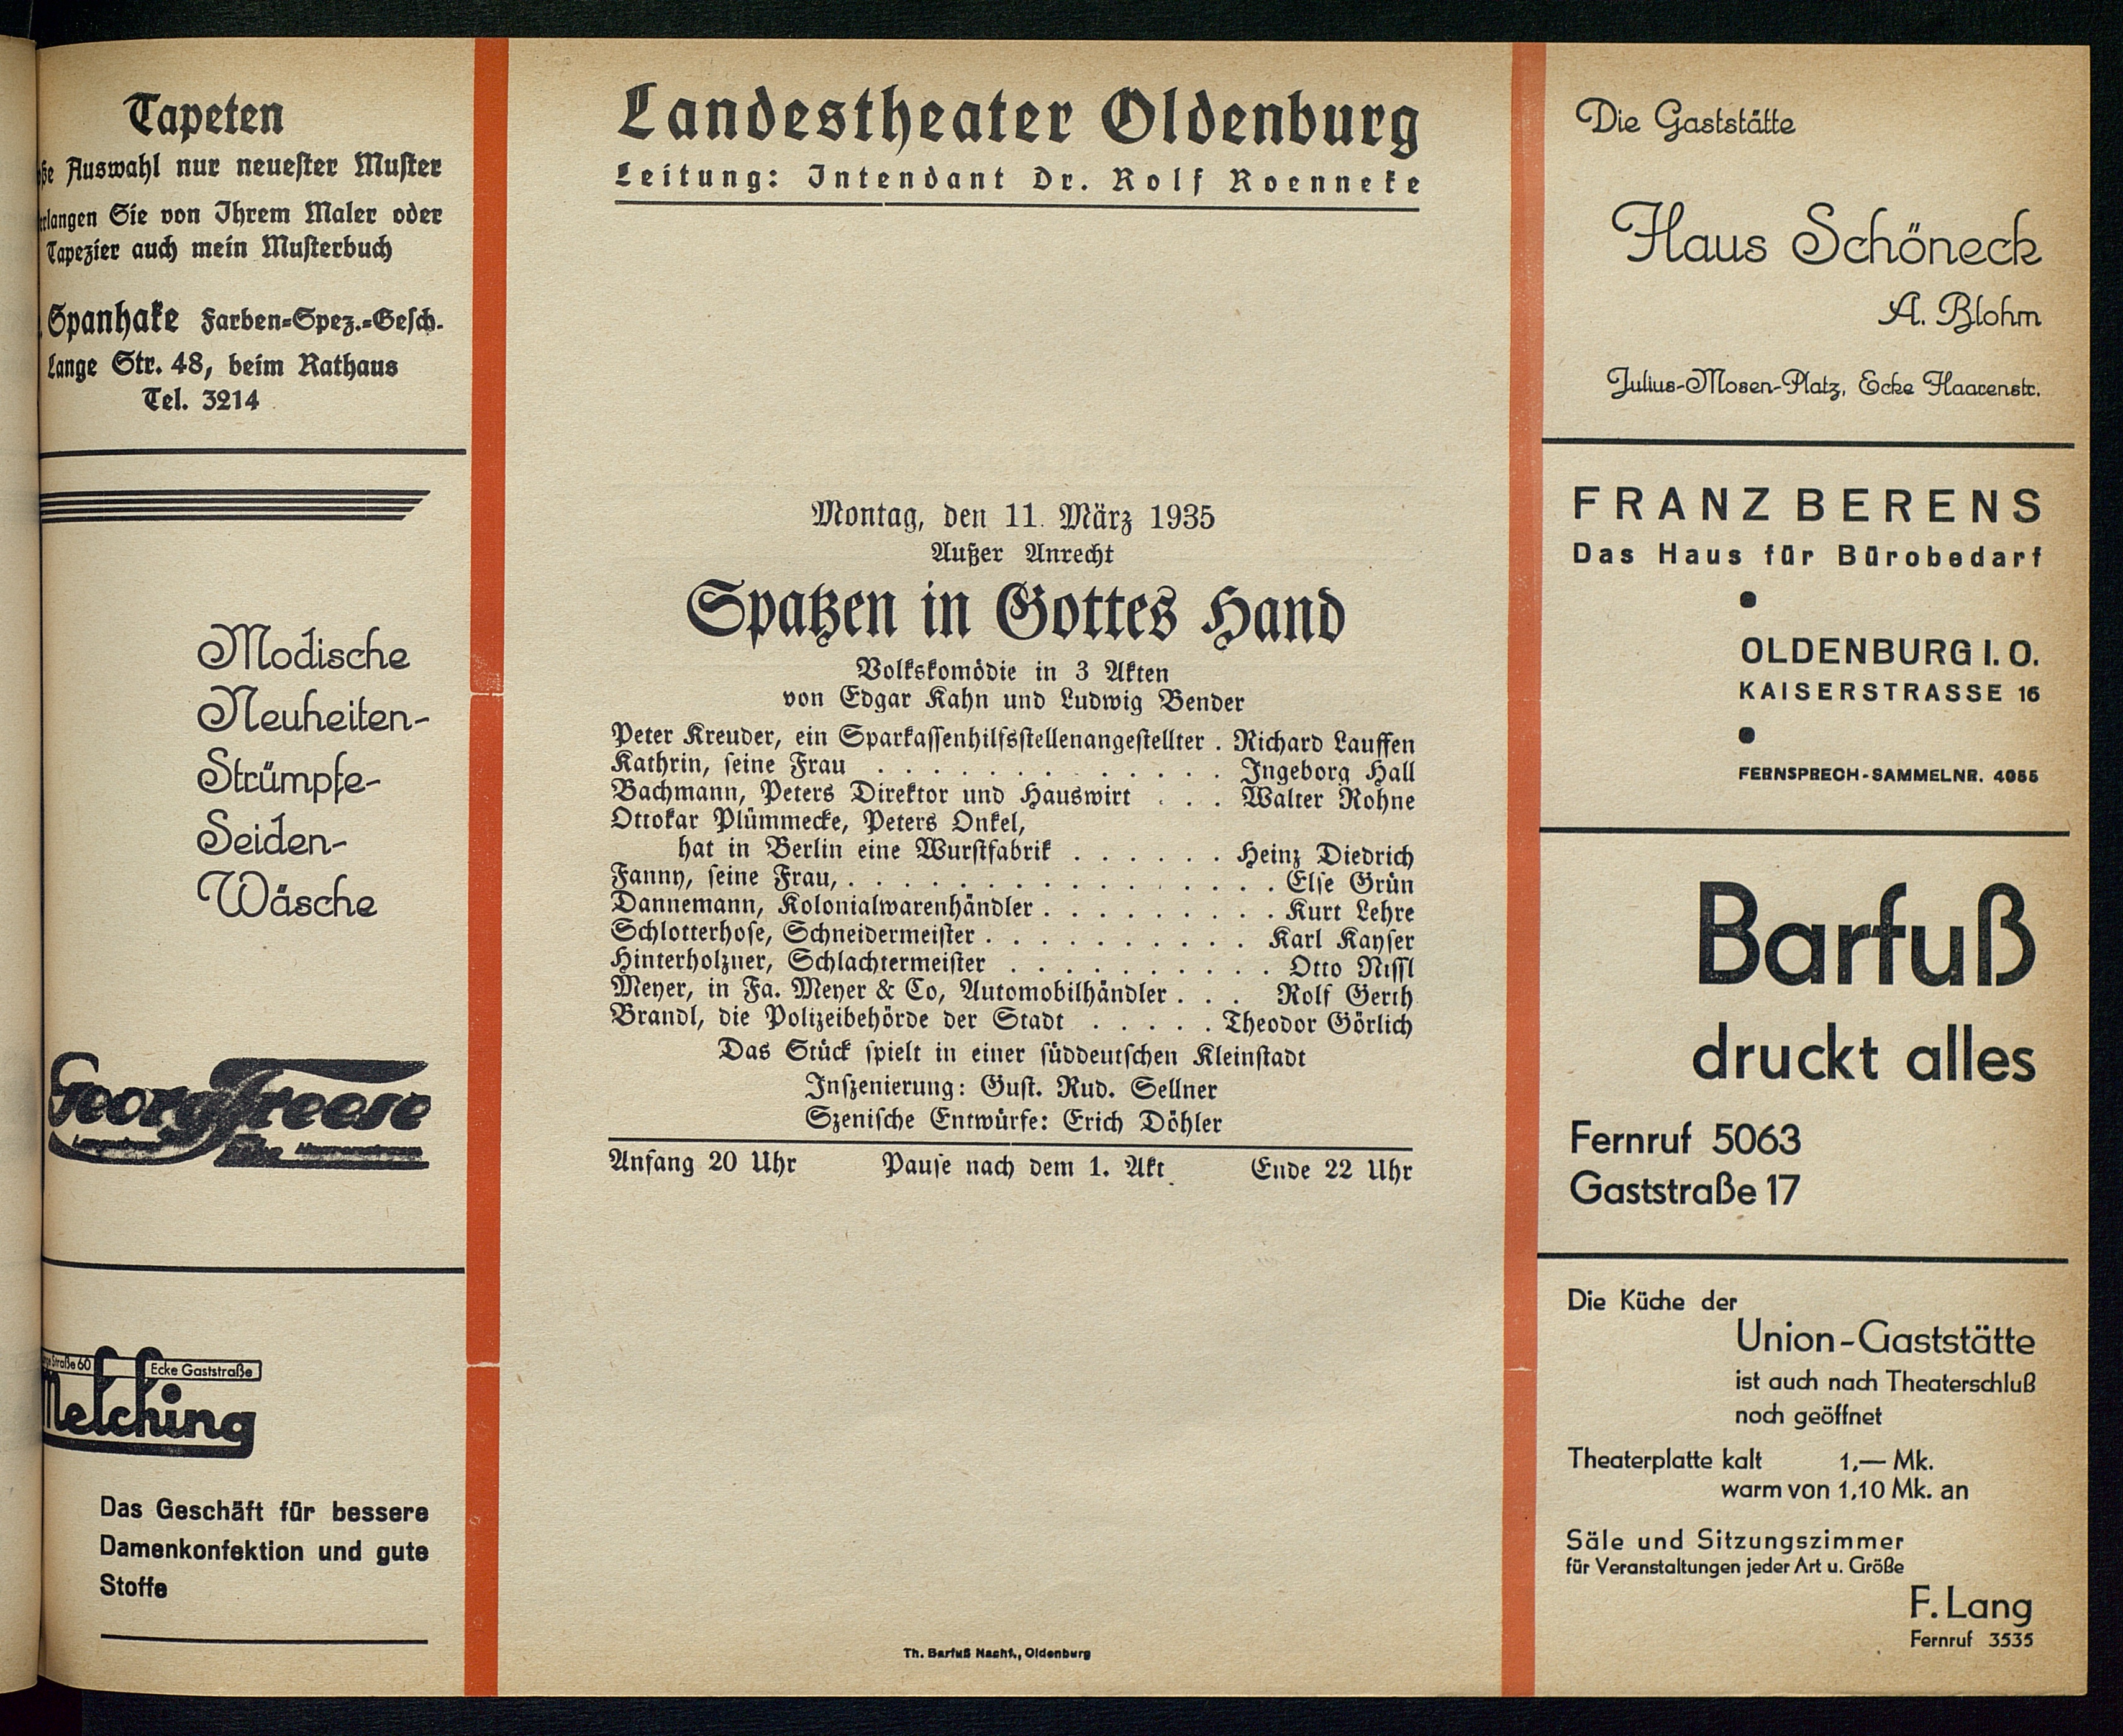 Tapeten
Auswahl nur neuester Muster
Sie von Ihrem Maler oder
Tapezier auch mein Musterbuch
Spanhake Farben-Spez.-Gesch.
Lange Str. 48, beim Rathaus
Tel. 3214
Modische
Neuheiten-
Strümpfe-
Seiden-
Wäsche
Georg Freese
Straße 60
Ecke Gaststraße
Melching
Das Geschäft für bessere
Damenkonfektion und gute
Stoffe
Landestheater Oldenburg
Leitung: Intendant Dr. Rolf Roenneke
Montag, den 11. März 1935
Außer Anrecht
Spatzen in Gottes Hand
Volkskomödie in 3 Akten
von Edgar Kahn und Ludwig Bender
Peter Kreuder, ein Sparkassenhilfsstellenangestellter . Richard Lauffen
Kathrin, seine Frau . . . . . . . . . . . . . Ingeborg Hall
Bachmann, Peters Direktor und Hauswirt . . . Walter Rohne
Ottokar Plümmecke, Peters Onkel,
hat in Berlin eine Wurstfabrik . . . . . . Heinz Diedrich
Fanny, seine Frau, . . . . . . . . . . . . . . . . Else Grün
Dannemann, Kolonialwarenhändler . . . . . . . . . Kurt Lehre
Schlotterhose, Schneidermeister . . . . . . . . . . Karl Kayser
Hinterholzner, Schlachtermeister . . . . . . . . . . Otto Nissl
Meyer, in Fa. Meyer & Co, Automobilhändler . . . Rolf Gerth
Brandl, die Polizeibehörde der Stadt . . . . . Theodor Görlich
Das Stück spielt in einer süddeutschen Kleinstadt
Inszenierung: Gust. Rud. Sellner
Szenische Entwürfe: Erich Döhler
Anfang 20 Uhr Pause nach dem 1. Akt Ende 22 Uhr
Th. Barfuß Nachf., Oldenburg
Die Gaststätte
Haus Schöneck
A. Blohm
Julius-Mosen-Platz, Ecke Haarenstr.
FRANZ BERENS
Das Haus für Bürobedarf
OLDENBURG I. O.
KAISERSTRASSE 16
FERNSPRECH-SAMMELNR. 4055
Barfuß
druckt alles
Fernruf 5063
Gaststraße 17
Die Küche der
Union-Gaststätte
ist auch nach Theaterschluß
noch geöffnet
Theaterplatte kalt 1,— Mk.
warm von 1,10 Mk. an
Säle und Sitzungszimmer
für Veranstaltungen jeder Art u. Größe
F. Lang
Fernruf 3535